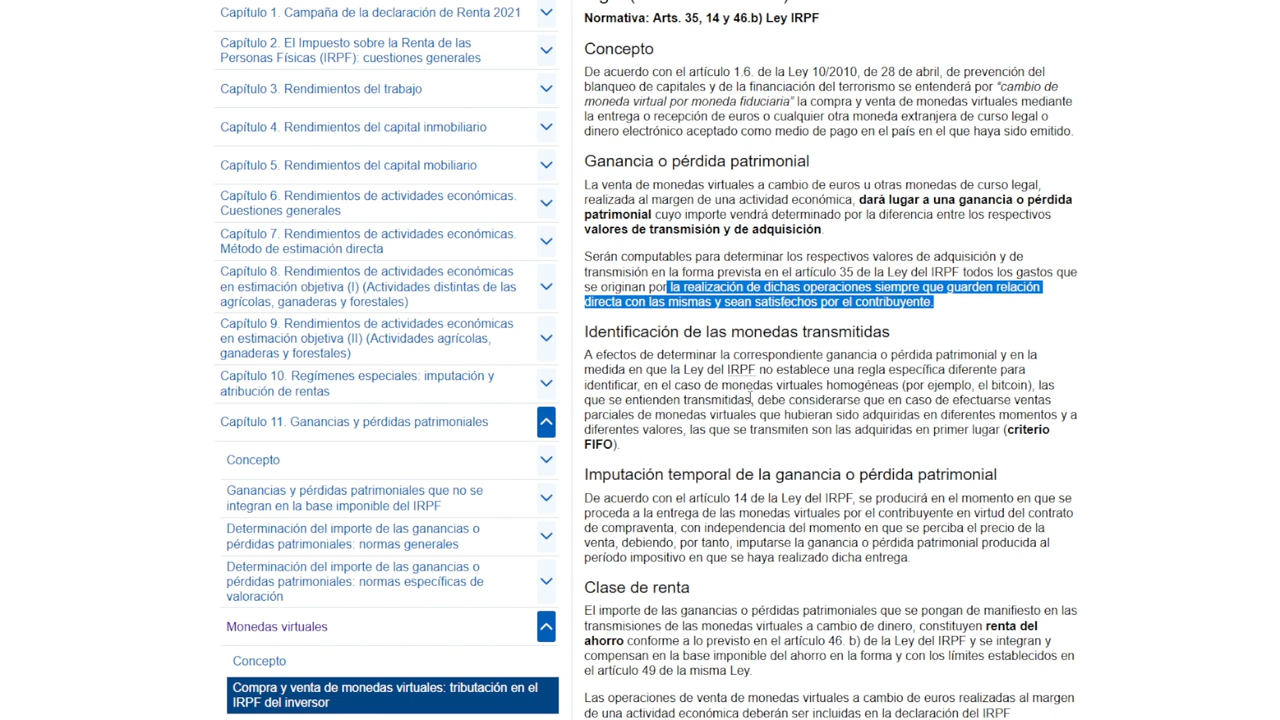 Capítulo 1. Campaña de la declaración de Renta 2021
Capítulo 2. El Impuesto sobre la Renta de las
Personas Físicas (IRPF): cuestiones generales
Capítulo 3. Rendimientos del trabajo
Capítulo 4. Rendimientos del capital inmobiliario
Capítulo 5. Rendimientos del capital mobiliario
Capítulo 6. Rendimientos de actividades económicas.
Cuestiones generales
Capítulo 7. Rendimientos de actividades económicas.
Método de estimación directa
Capítulo 8. Rendimientos de actividades económicas
en estimación objetiva (I) (Actividades distintas de las
agrícolas, ganaderas y forestales)
Capítulo 9. Rendimientos de actividades económicas
en estimación objetiva (II) (Actividades agrícolas,
ganaderas y forestales)
Capítulo 10. Regímenes especiales: imputación y
atribución de rentas
Capítulo 11. Ganancias y pérdidas patrimoniales
Concepto
Ganancias y pérdidas patrimoniales que no se
integran en la base imponible del IRPF
Determinación del importe de las ganancias o
pérdidas patrimoniales: normas generales
Determinación del importe de las ganancias o
pérdidas patrimoniales: normas específicas de
valoración
Monedas virtuales
Concepto
Compra y venta de monedas virtuales: tributación en el
IRPF del inversor
Normativa: Arts. 35, 14 y 46.b) Ley IRPF
Concepto
De acuerdo con el artículo 1.6. de la Ley 10/2010, de 28 de abril, de prevención del
blanqueo de capitales y de la financiación del terrorismo se entenderá por “cambio de
moneda virtual por moneda fiduciaria” la compra y venta de monedas virtuales mediante
la entrega o recepción de euros o cualquier otra moneda extranjera de curso legal o
dinero electrónico aceptado como medio de pago en el país en el que haya sido emitido.
Ganancia o pérdida patrimonial
La venta de monedas virtuales a cambio de euros u otras monedas de curso legal,
realizada al margen de una actividad económica, dará lugar a una ganancia o pérdida
patrimonial cuyo importe vendrá determinado por la diferencia entre los respectivos
valores de transmisión y de adquisición.
Serán computables para determinar los respectivos valores de adquisición y de
transmisión en la forma prevista en el artículo 35 de la Ley del IRPF todos los gastos que
se originan por la realización de dichas operaciones siempre que guarden relación
directa con las mismas y sean satisfechos por el contribuyente.
Identificación de las monedas transmitidas
A efectos de determinar la correspondiente ganancia o pérdida patrimonial y en la
medida en que la Ley del IRPF no establece una regla específica diferente para
identificar, en el caso de monedas virtuales homogéneas (por ejemplo, el bitcoin), las
que se entienden transmitidas, debe considerarse que en caso de efectuarse ventas
parciales de monedas virtuales que hubieran sido adquiridas en diferentes momentos y a
diferentes valores, las que se transmiten son las adquiridas en primer lugar (criterio
FIFO).
Imputación temporal de la ganancia o pérdida patrimonial
De acuerdo con el artículo 14 de la Ley del IRPF, se producirá en el momento en que se
proceda a la entrega de las monedas virtuales por el contribuyente en virtud del contrato
de compraventa, con independencia del momento en que se perciba el precio de la
venta, debiendo, por tanto, imputarse la ganancia o pérdida patrimonial producida al
período impositivo en que se haya realizado dicha entrega.
Clase de renta
El importe de las ganancias o pérdidas patrimoniales que se pongan de manifiesto en las
transmisiones de las monedas virtuales a cambio de dinero, constituyen renta del
ahorro conforme a lo previsto en el artículo 46. b) de la Ley del IRPF y se integran y
compensan en la base imponible del ahorro en la forma y con los límites establecidos en
el artículo 49 de la misma Ley.
Las operaciones de venta de monedas virtuales a cambio de euros realizadas al margen
de una actividad económica deberán ser incluidas en la declaración del IRPF